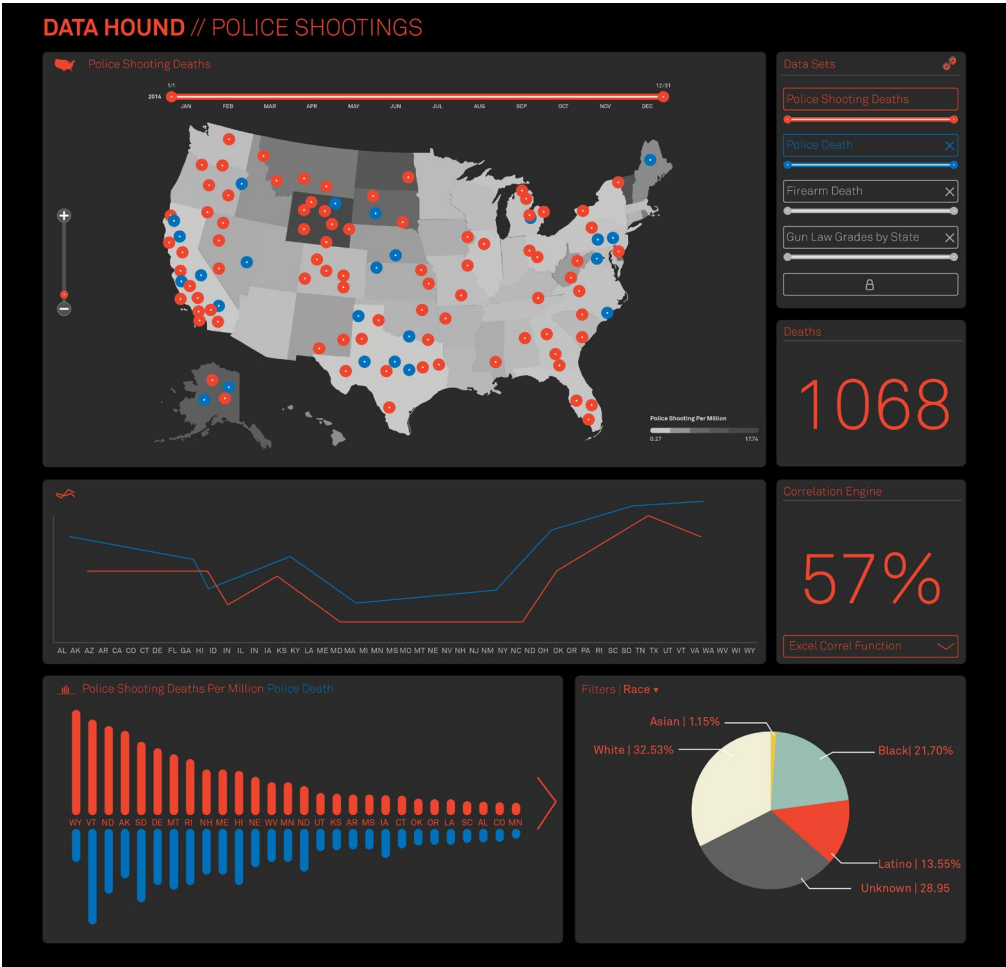 DATA HOUND // POLICE SHOOTINGS
Police Shooting Deaths
1/1
12/31
2014
JAN FEB MAR APR MAY JUN JUL AUG SEP OCT NOV DEC
Police Shooting Per Million
0.27 17.74
Data Sets
Police Shooting Deaths
Police Death
Firearm Death
Gun Law Grades by State
Deaths
1068
AL AK AZ AR CA CO CT DE FL GA HI ID IN IL IN IA KS KY LA ME MD MA MI MN MS MO MT NE NV NH NJ NM NY NC ND OH OK OR PA RI SC SD TN TX UT VT VA WA WV WI WY
Correlation Engine
57%
Excel Correl Function
Police Shooting Deaths Per Million Police Death
WY VT ND AK SD DE MT RI NH ME HI NE WV MN ND UT KS AR MS IA CT OK OR LA SC AL CO MN
Filters | Race ▾
Asian | 1.15%
White | 32.53%
Black| 21.70%
Latino | 13.55%
Unknown | 28.95